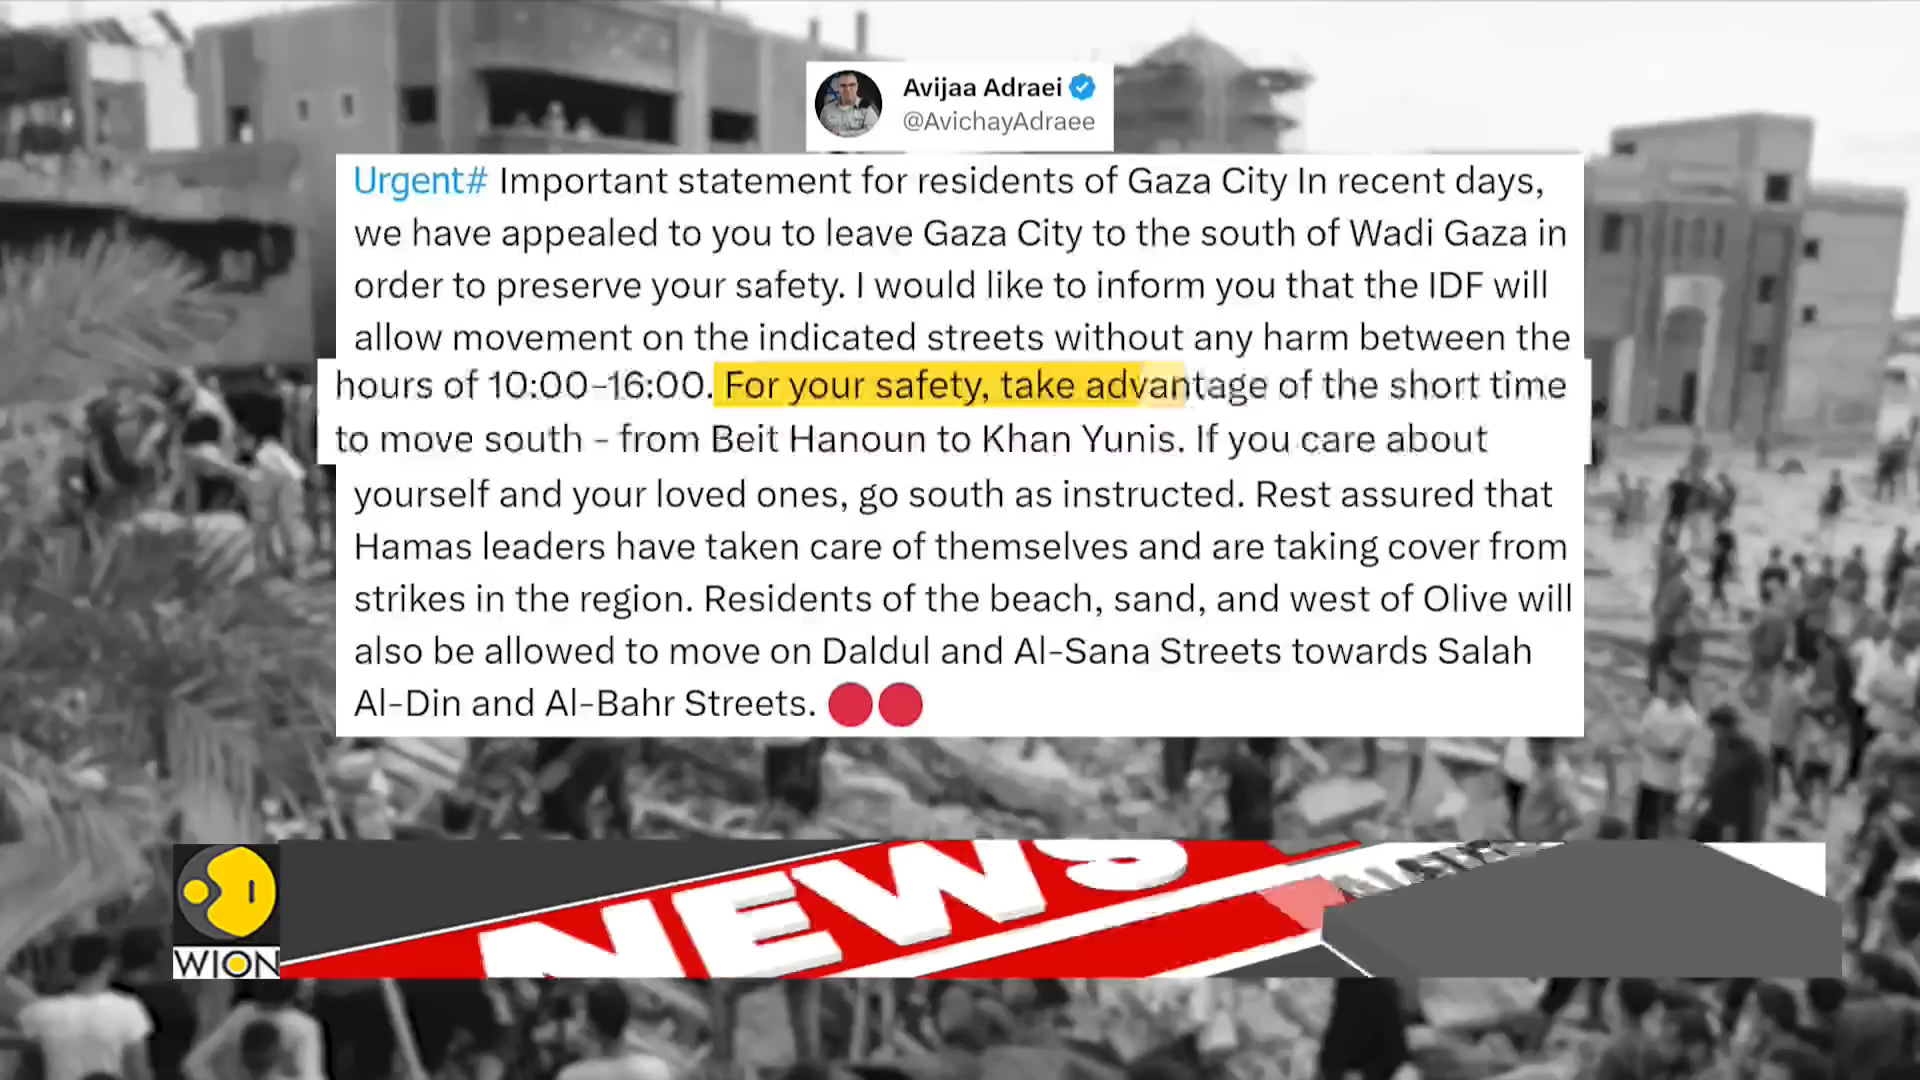 Avijaa Adraei
@AvichayAdraee
Urgent# Important statement for residents of Gaza City In recent days,
we have appealed to you to leave Gaza City to the south of Wadi Gaza in
order to preserve your safety. I would like to inform you that the IDF will
allow movement on the indicated streets without any harm between the
hours of 10:00-16:00. For your safety, take advantage of the short time
to move south - from Beit Hanoun to Khan Yunis. If you care about
yourself and your loved ones, go south as instructed. Rest assured that
Hamas leaders have taken care of themselves and are taking cover from
strikes in the region. Residents of the beach, sand, and west of Olive will
also be allowed to move on Daldul and Al-Sana Streets towards Salah
Al-Din and Al-Bahr Streets.
NEWS
WION